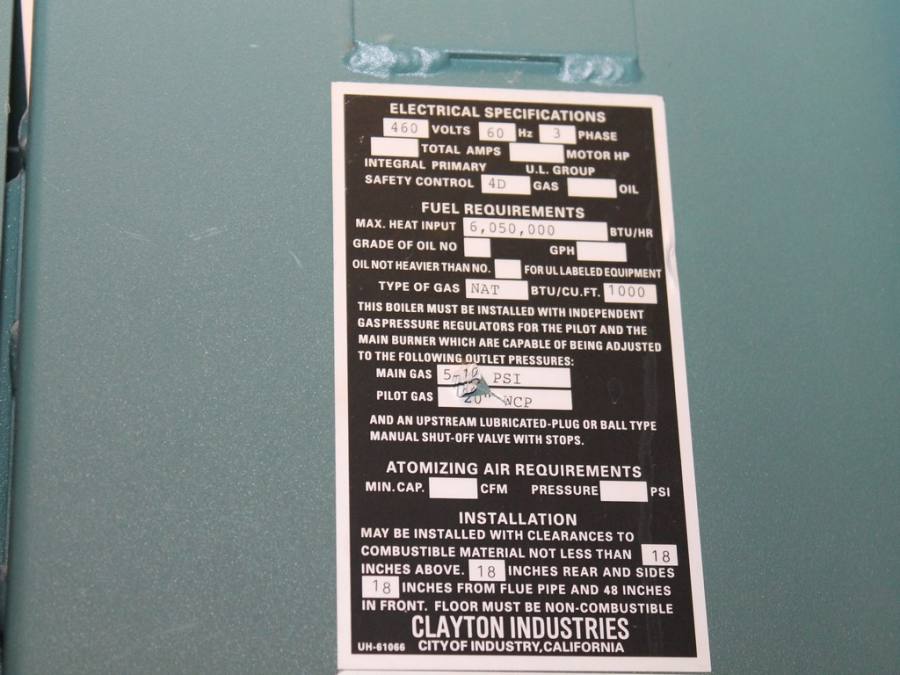 ELECTRICAL SPECIFICATIONS
460 VOLTS 60 Hz 3 PHASE
TOTAL AMPS MOTOR HP
INTEGRAL PRIMARY U.L. GROUP
SAFETY CONTROL 4D GAS OIL
FUEL REQUIREMENTS
MAX. HEAT INPUT 6,050,000 BTU/HR
GRADE OF OIL NO GPH
OIL NOT HEAVIER THAN NO. FOR UL LABELED EQUIPMENT
TYPE OF GAS NAT BTU/CU.FT. 1000
THIS BOILER MUST BE INSTALLED WITH INDEPENDENT
GAS PRESSURE REGULATORS FOR THE PILOT AND THE
MAIN BURNER WHICH ARE CAPABLE OF BEING ADJUSTED
TO THE FOLLOWING OUTLET PRESSURES:
MAIN GAS 5-10 PSI
PILOT GAS 20" WCP
AND AN UPSTREAM LUBRICATED-PLUG OR BALL TYPE
MANUAL SHUT-OFF VALVE WITH STOPS.
ATOMIZING AIR REQUIREMENTS
MIN. CAP. CFM PRESSURE PSI
INSTALLATION
MAY BE INSTALLED WITH CLEARANCES TO
COMBUSTIBLE MATERIAL NOT LESS THAN 18
INCHES ABOVE. 18 INCHES REAR AND SIDES
18 INCHES FROM FLUE PIPE AND 48 INCHES
IN FRONT. FLOOR MUST BE NON-COMBUSTIBLE
CLAYTON INDUSTRIES
UH-61066 CITY OF INDUSTRY, CALIFORNIA